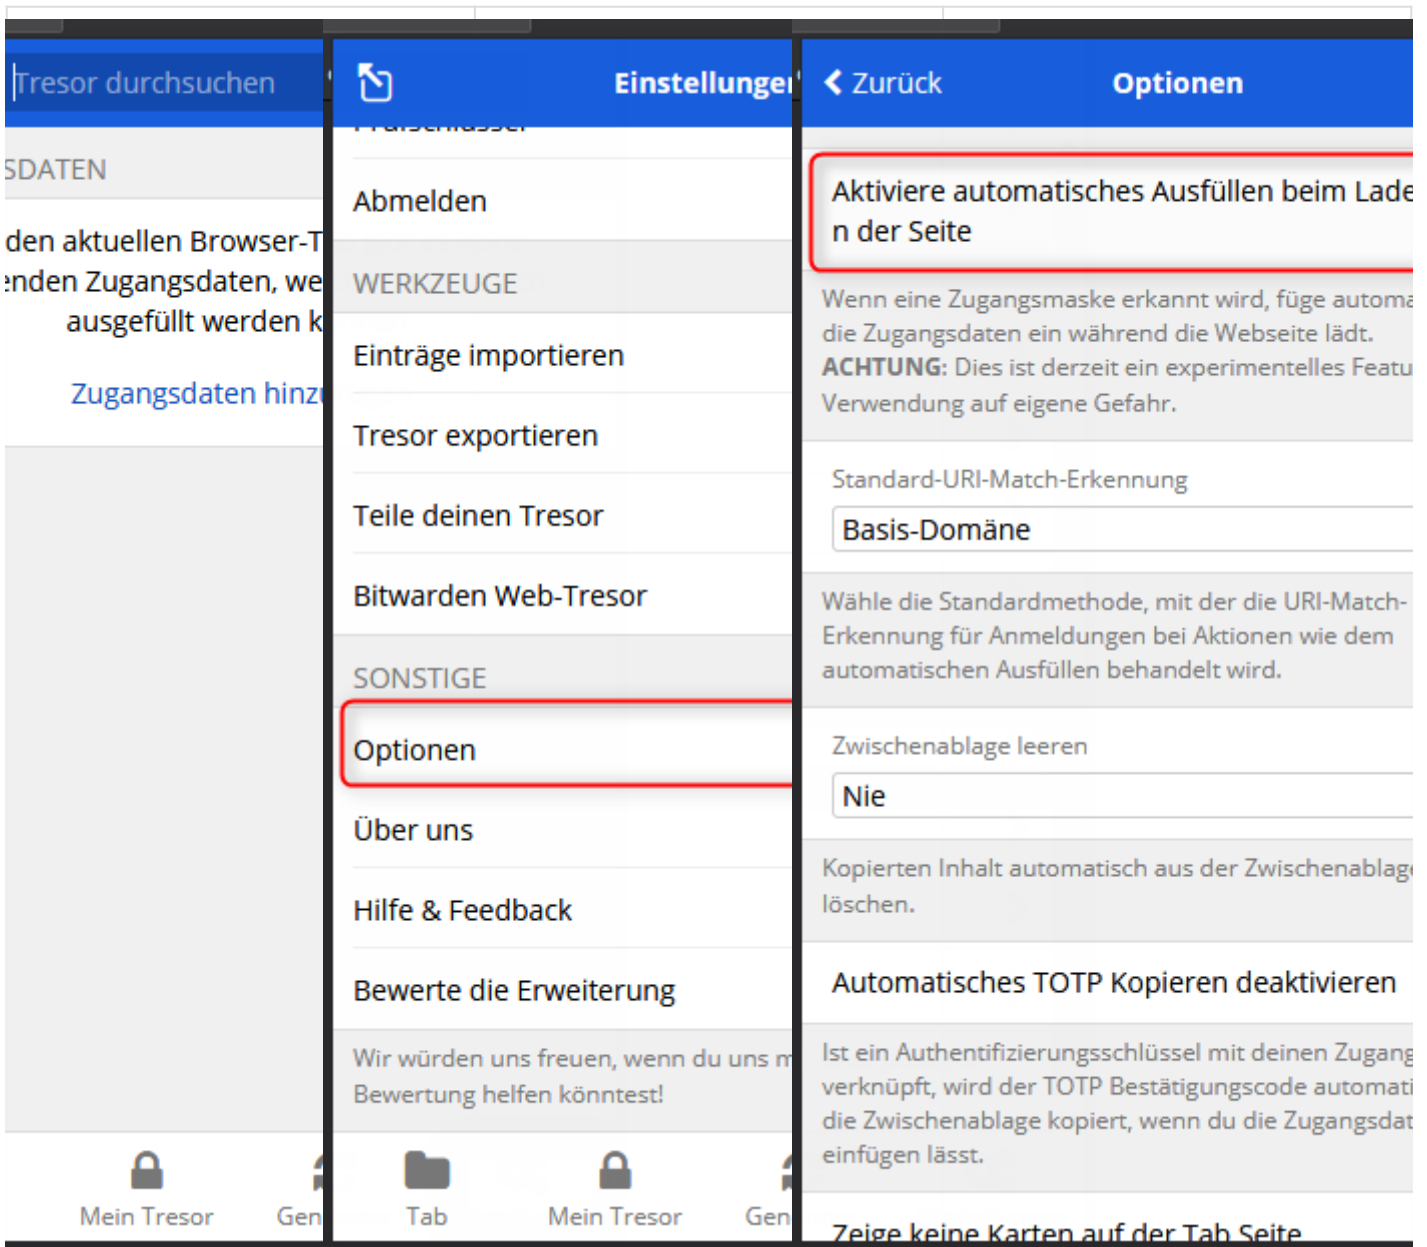 Tresor durchsuchen
SDATEN
den aktuellen Browser-T
enden Zugangsdaten, we
ausgefüllt werden k
Zugangsdaten hinzu
Mein Tresor
Gen
Einstellungen
Prüfschlüssel
Abmelden
WERKZEUGE
Einträge importieren
Tresor exportieren
Teile deinen Tresor
Bitwarden Web-Tresor
SONSTIGE
Optionen
Über uns
Hilfe & Feedback
Bewerte die Erweiterung
Wir würden uns freuen, wenn du uns m
Bewertung helfen könntest!
Tab
Mein Tresor
Gen
Zurück
Optionen
Aktiviere automatisches Ausfüllen beim Lade
n der Seite
Wenn eine Zugangsmaske erkannt wird, füge automa
die Zugangsdaten ein während die Webseite lädt.
ACHTUNG: Dies ist derzeit ein experimentelles Featu
Verwendung auf eigene Gefahr.
Standard-URI-Match-Erkennung
Basis-Domäne
Wähle die Standardmethode, mit der die URI-Match-
Erkennung für Anmeldungen bei Aktionen wie dem
automatischen Ausfüllen behandelt wird.
Zwischenablage leeren
Nie
Kopierten Inhalt automatisch aus der Zwischenablage
löschen.
Automatisches TOTP Kopieren deaktivieren
Ist ein Authentifizierungsschlüssel mit deinen Zugang
verknüpft, wird der TOTP Bestätigungscode automati
die Zwischenablage kopiert, wenn du die Zugangsdat
einfügen lässt.
Zeige keine Karten auf der Tab Seite